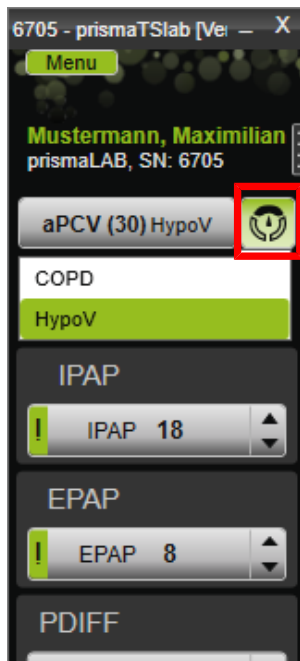 6705 - prismaTSlab [Ve
Menu
Mustermann, Maximilian
prismaLAB, SN: 6705
aPCV (30) HypoV
COPD
HypoV
IPAP
! IPAP 18
EPAP
! EPAP 8
PDIFF